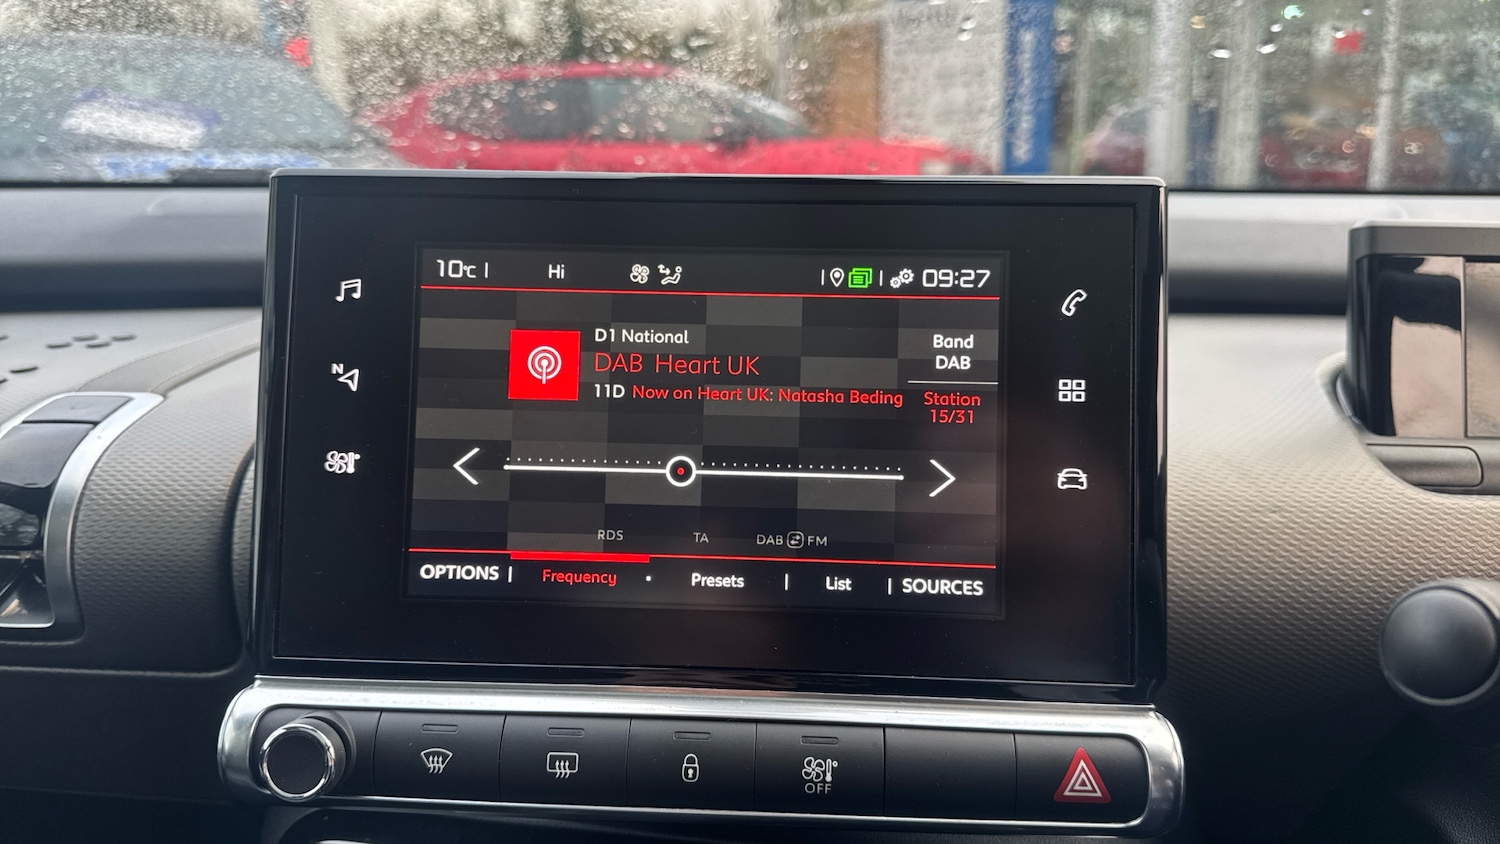 10°C | Hi | | 09:27
D1 National
DAB Heart UK
11D Now on Heart UK: Natasha Beding
Band
DAB
Station
15/31
N
RDS TA DAB FM
OPTIONS | Frequency • Presets | List | SOURCES
OFF